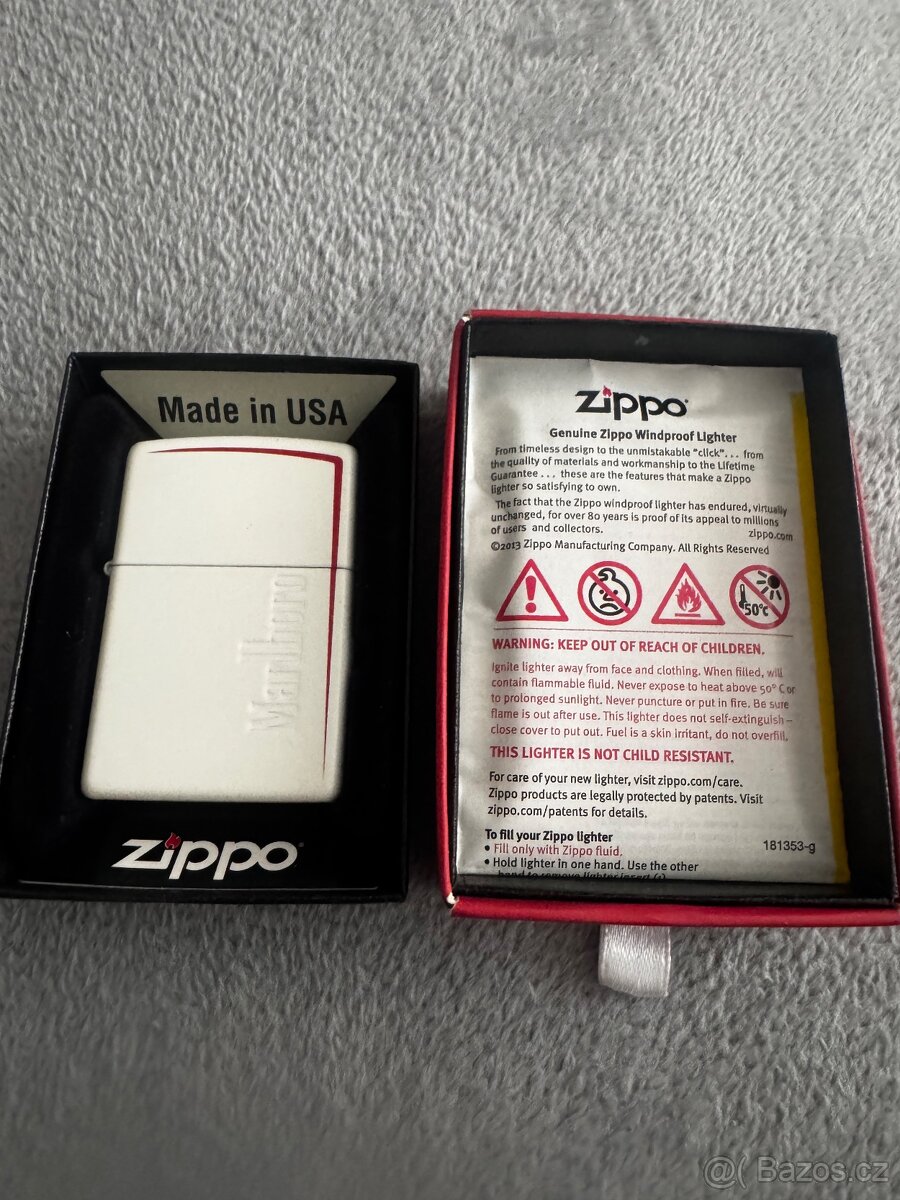 Made in USA
Marlboro
Zippo
Zippo
Genuine Zippo Windproof Lighter
From timeless design to the unmistakable "click"... from
the quality of materials and workmanship to the Lifetime
Guarantee... these are the features that make a Zippo
lighter so satisfying to own.
The fact that the Zippo windproof lighter has endured, virtually
unchanged, for over 80 years is proof of its appeal to millions
of users and collectors.
zippo.com
©2013 Zippo Manufacturing Company. All Rights Reserved
50°C
WARNING: KEEP OUT OF REACH OF CHILDREN.
Ignite lighter away from face and clothing. When filled, will
contain flammable fluid. Never expose to heat above 50° C or
to prolonged sunlight. Never puncture or put in fire. Be sure
flame is out after use. This lighter does not self-extinguish –
close cover to put out. Fuel is a skin irritant, do not overfill.
THIS LIGHTER IS NOT CHILD RESISTANT.
For care of your new lighter, visit zippo.com/care.
Zippo products are legally protected by patents. Visit
zippo.com/patents for details.
To fill your Zippo lighter
• Fill only with Zippo fluid.
181353-g
• Hold lighter in one hand. Use the other
hand to remove lighter insert (1)
@( Bazos.cz